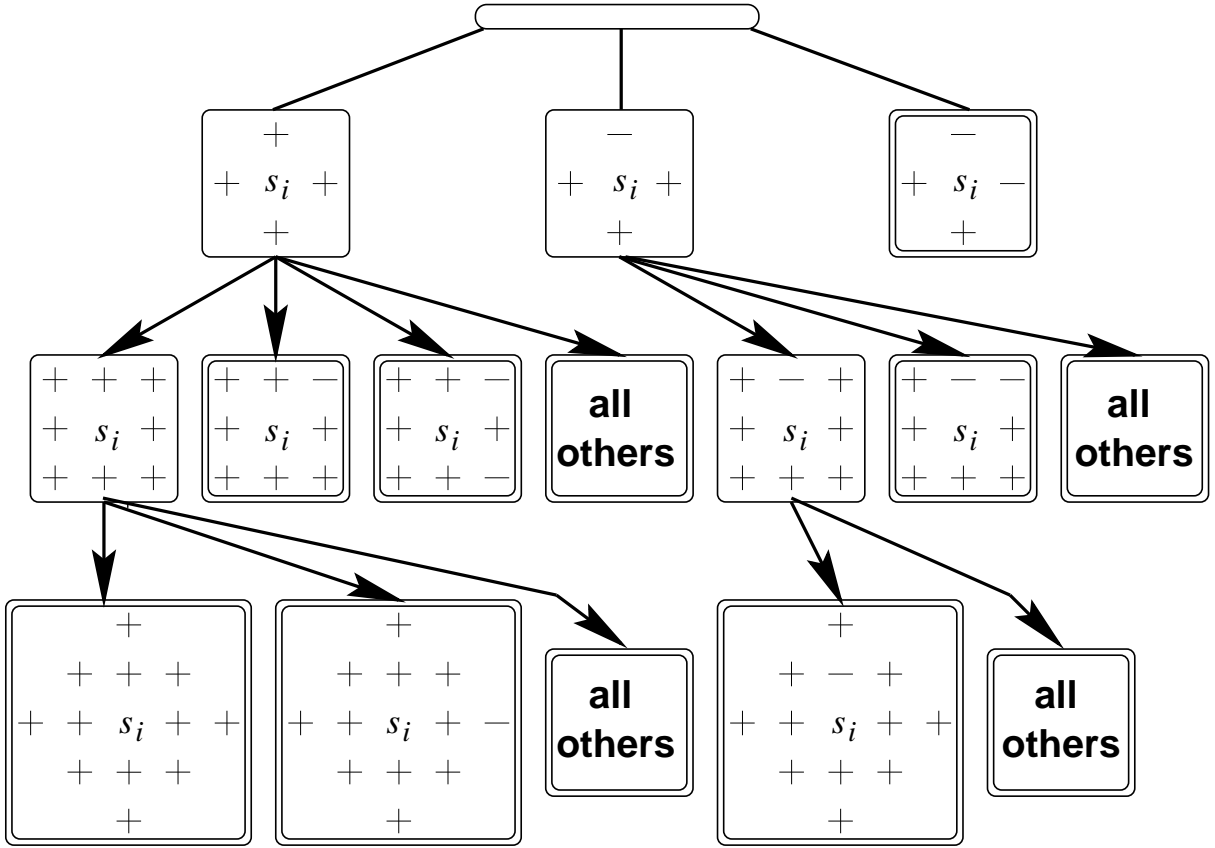 +
+ s_i +
+
—
+ s_i +
+
—
+ s_i —
+
+ + +
+ s_i +
+ + +
+ + —
+ s_i +
+ + +
+ + —
+ s_i +
+ + —
all
others
+ — +
+ s_i +
+ + +
+ — —
+ s_i +
+ + +
all
others
+
+ + +
+ + s_i + +
+ + +
+
+
+ + +
+ + s_i + —
+ + +
+
all
others
+
+ — +
+ + s_i + +
+ + +
+
all
others